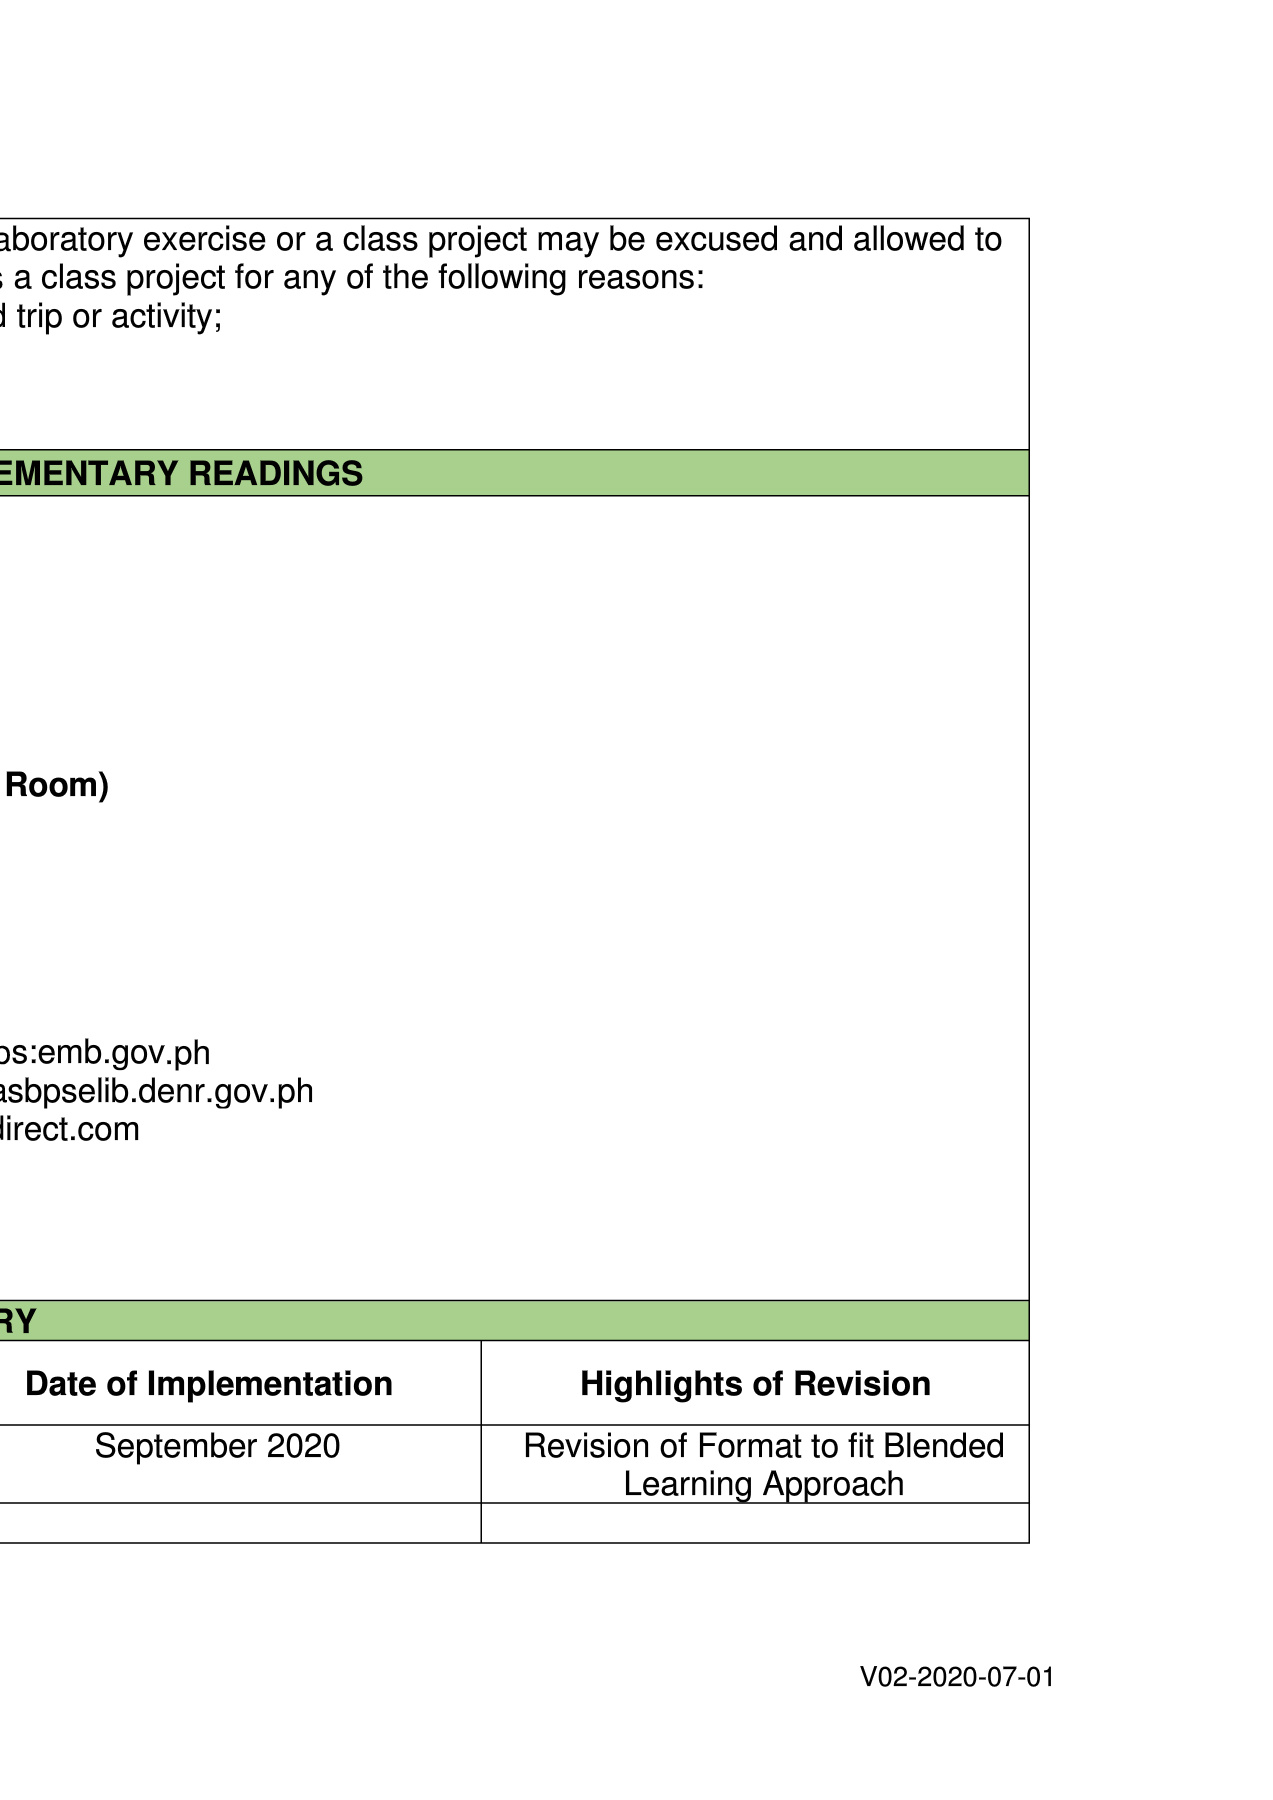 aboratory exercise or a class project may be excused and allowed to
s a class project for any of the following reasons:
d trip or activity;
EMENTARY READINGS
Room)
os:emb.gov.ph
asbpselib.denr.gov.ph
direct.com
RY
Date of Implementation Highlights of Revision
September 2020 Revision of Format to fit Blended
Learning Approach
V02-2020-07-01